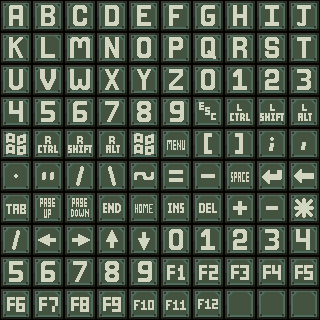 A B C D E F G H I J
K L M N O P Q R S T
U V W X Y Z 0 1 2 3
4 5 6 7 8 9 ESC L CTRL L SHIFT L ALT
R CTRL R SHIFT R ALT MENU [ ] ; ,
. " / \ ~ = - SPACE ↵ ←
TAB PAGE UP PAGE DOWN END HOME INS DEL + - *
/ ← → ↑ ↓ 0 1 2 3 4
5 6 7 8 9 F1 F2 F3 F4 F5
F6 F7 F8 F9 F10 F11 F12